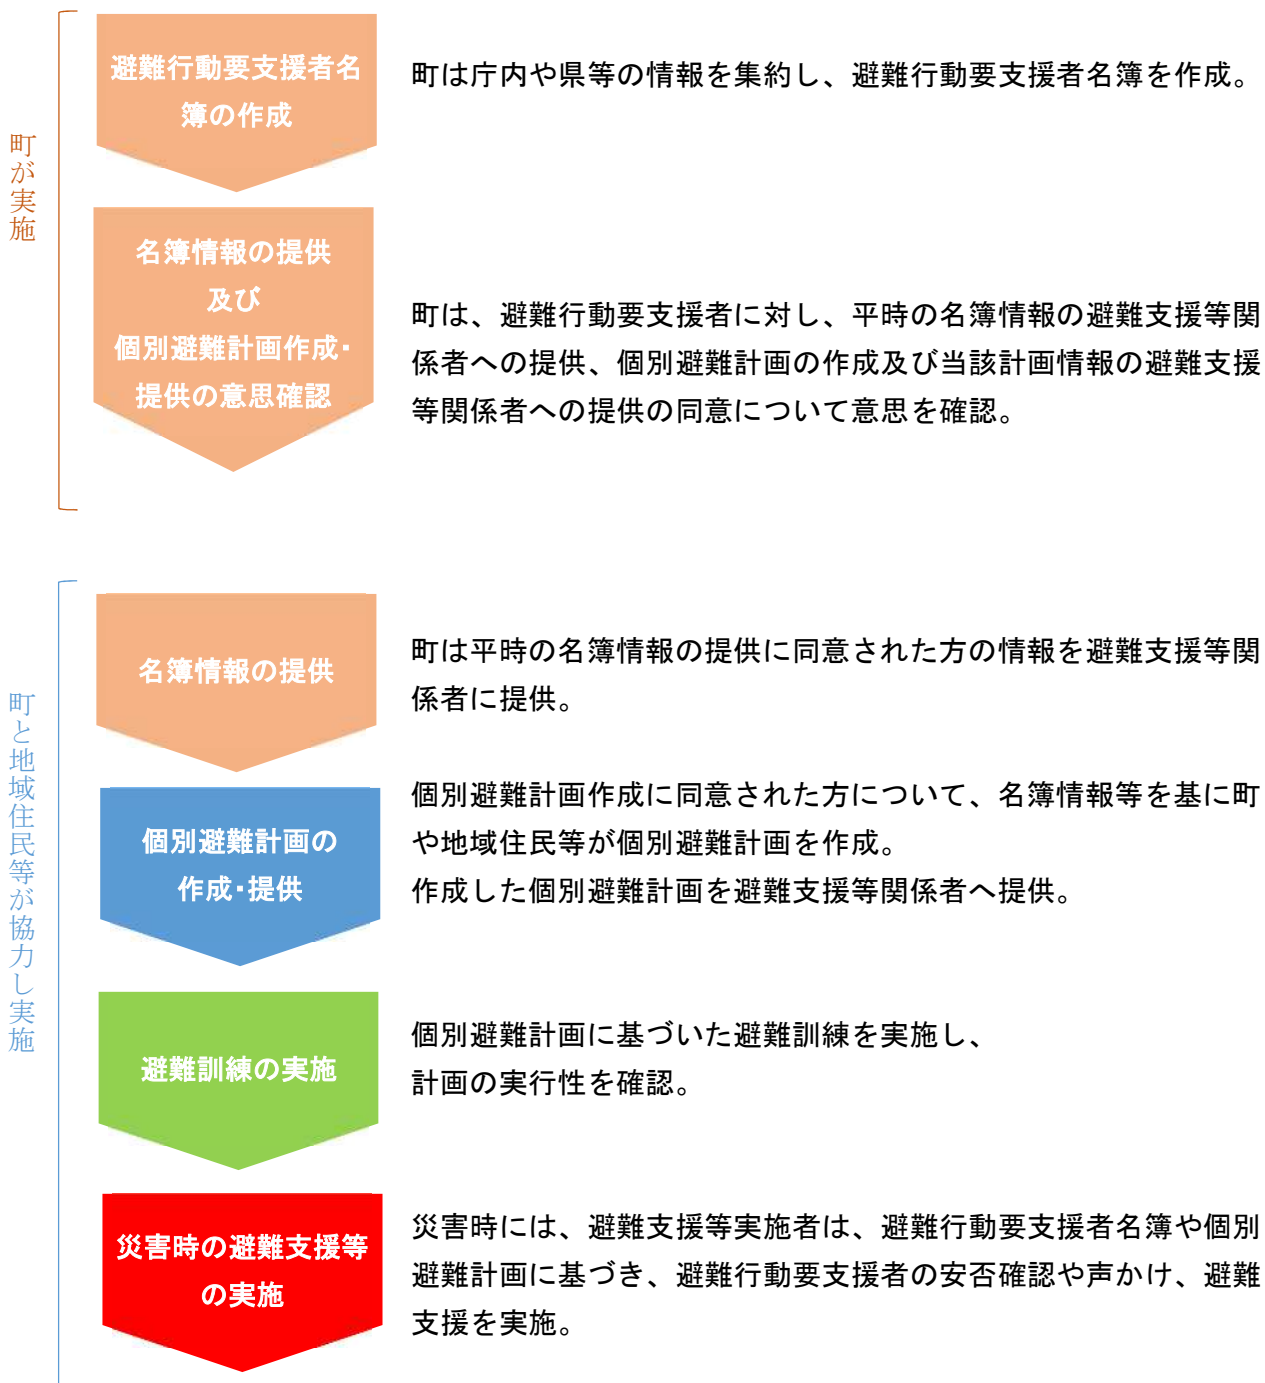 町が実施
避難行動要支援者名
簿の作成
町は庁内や県等の情報を集約し、避難行動要支援者名簿を作成。
名簿情報の提供
及び
個別避難計画作成・
提供の意思確認
町は、避難行動要支援者に対し、平時の名簿情報の避難支援等関
係者への提供、個別避難計画の作成及び当該計画情報の避難支援
等関係者への提供の同意について意思を確認。
町と地域住民等が協力し実施
名簿情報の提供
町は平時の名簿情報の提供に同意された方の情報を避難支援等関
係者に提供。
個別避難計画の
作成・提供
個別避難計画作成に同意された方について、名簿情報等を基に町
や地域住民等が個別避難計画を作成。
作成した個別避難計画を避難支援等関係者へ提供。
避難訓練の実施
個別避難計画に基づいた避難訓練を実施し、
計画の実行性を確認。
災害時の避難支援等
の実施
災害時には、避難支援等実施者は、避難行動要支援者名簿や個別
避難計画に基づき、避難行動要支援者の安否確認や声かけ、避難
支援を実施。